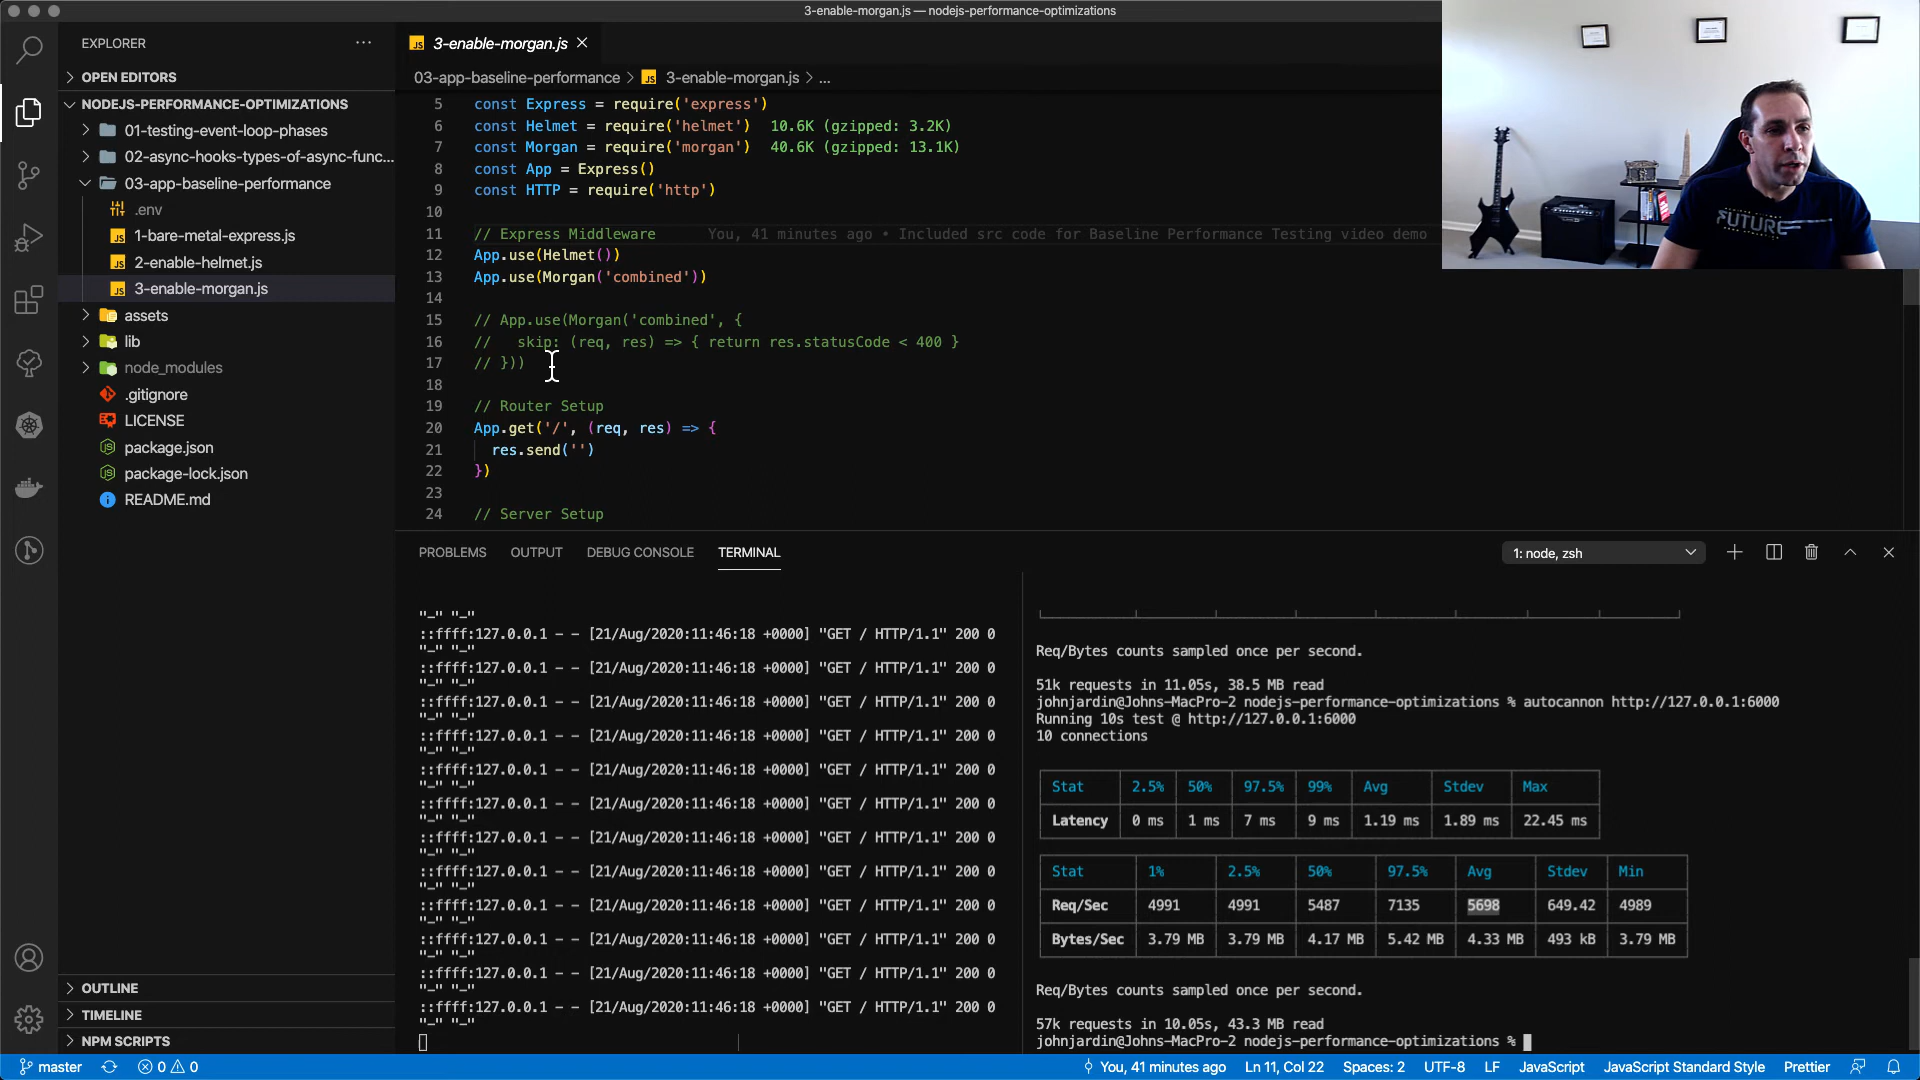 3-enable-morgan.js — nodejs-performance-optimizations
EXPLORER
OPEN EDITORS
NODEJS-PERFORMANCE-OPTIMIZATIONS
01-testing-event-loop-phases
02-async-hooks-types-of-async-func...
03-app-baseline-performance
.env
JS 1-bare-metal-express.js
JS 2-enable-helmet.js
JS 3-enable-morgan.js
assets
lib
node_modules
.gitignore
LICENSE
package.json
package-lock.json
README.md
OUTLINE
TIMELINE
NPM SCRIPTS
JS 3-enable-morgan.js
03-app-baseline-performance > JS 3-enable-morgan.js > ...
5 const Express = require('express')
6 const Helmet = require('helmet') 10.6K (gzipped: 3.2K)
7 const Morgan = require('morgan') 40.6K (gzipped: 13.1K)
8 const App = Express()
9 const HTTP = require('http')
10
11 // Express Middleware You, 41 minutes ago • Included src code for Baseline Performance Testing video demo
12 App.use(Helmet())
13 App.use(Morgan('combined'))
14
15 // App.use(Morgan('combined', {
16 //   skip: (req, res) => { return res.statusCode < 400 }
17 // }))
18
19 // Router Setup
20 App.get('/', (req, res) => {
21   res.send('')
22 })
23
24 // Server Setup
FUTURE
PROBLEMS OUTPUT DEBUG CONSOLE TERMINAL
1: node, zsh
"-" "-"
::ffff:127.0.0.1 - - [21/Aug/2020:11:46:18 +0000] "GET / HTTP/1.1" 200 0
"-" "-"
::ffff:127.0.0.1 - - [21/Aug/2020:11:46:18 +0000] "GET / HTTP/1.1" 200 0
"-" "-"
::ffff:127.0.0.1 - - [21/Aug/2020:11:46:18 +0000] "GET / HTTP/1.1" 200 0
"-" "-"
::ffff:127.0.0.1 - - [21/Aug/2020:11:46:18 +0000] "GET / HTTP/1.1" 200 0
"-" "-"
::ffff:127.0.0.1 - - [21/Aug/2020:11:46:18 +0000] "GET / HTTP/1.1" 200 0
"-" "-"
::ffff:127.0.0.1 - - [21/Aug/2020:11:46:18 +0000] "GET / HTTP/1.1" 200 0
"-" "-"
::ffff:127.0.0.1 - - [21/Aug/2020:11:46:18 +0000] "GET / HTTP/1.1" 200 0
"-" "-"
::ffff:127.0.0.1 - - [21/Aug/2020:11:46:18 +0000] "GET / HTTP/1.1" 200 0
"-" "-"
::ffff:127.0.0.1 - - [21/Aug/2020:11:46:18 +0000] "GET / HTTP/1.1" 200 0
"-" "-"
::ffff:127.0.0.1 - - [21/Aug/2020:11:46:18 +0000] "GET / HTTP/1.1" 200 0
"-" "-"
::ffff:127.0.0.1 - - [21/Aug/2020:11:46:18 +0000] "GET / HTTP/1.1" 200 0
"-" "-"
::ffff:127.0.0.1 - - [21/Aug/2020:11:46:18 +0000] "GET / HTTP/1.1" 200 0
"-" "-"
Req/Bytes counts sampled once per second.
51k requests in 11.05s, 38.5 MB read
johnjardin@Johns-MacPro-2 nodejs-performance-optimizations % autocannon http://127.0.0.1:6000
Running 10s test @ http://127.0.0.1:6000
10 connections
Stat 2.5% 50% 97.5% 99% Avg Stdev Max
Latency 0 ms 1 ms 7 ms 9 ms 1.19 ms 1.89 ms 22.45 ms
Stat 1% 2.5% 50% 97.5% Avg Stdev Min
Req/Sec 4991 4991 5487 7135 5698 649.42 4989
Bytes/Sec 3.79 MB 3.79 MB 4.17 MB 5.42 MB 4.33 MB 493 kB 3.79 MB
Req/Bytes counts sampled once per second.
57k requests in 10.05s, 43.3 MB read
johnjardin@Johns-MacPro-2 nodejs-performance-optimizations %
master 0 0 You, 41 minutes ago Ln 11, Col 22 Spaces: 2 UTF-8 LF JavaScript JavaScript Standard Style Prettier